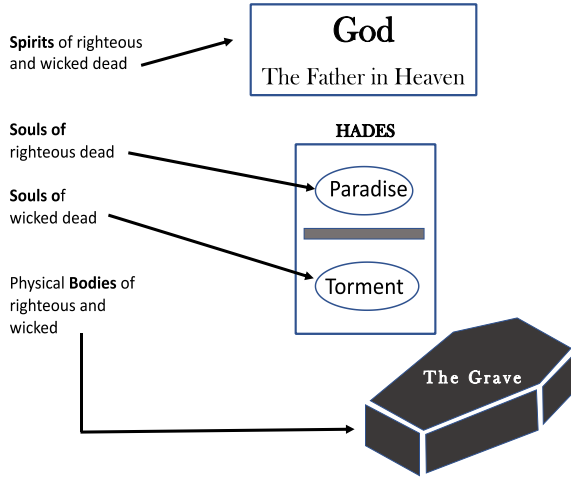 Spirits of righteous
and wicked dead
God
The Father in Heaven
Souls of
righteous dead
HADES
Paradise
Souls of
wicked dead
Torment
Physical Bodies of
righteous and
wicked
The Grave